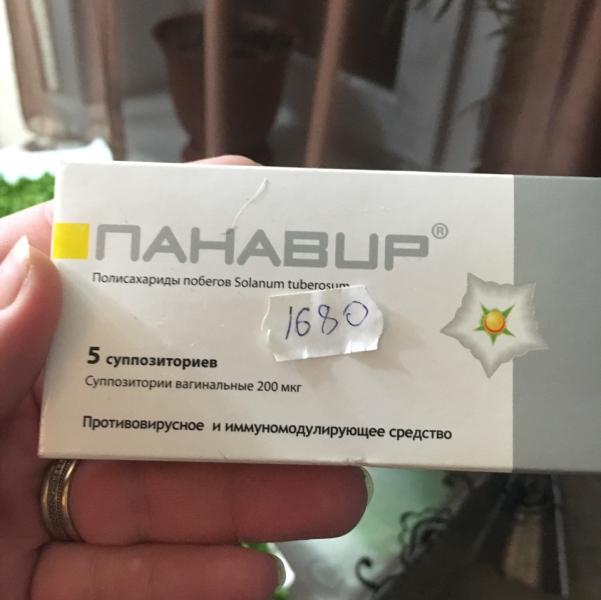 ПАНАВИР®
Полисахариды побегов Solanum tuberosum
1680
5 суппозиториев
Суппозитории вагинальные 200 мкг
Противовирусное и иммуномодулирующее средство